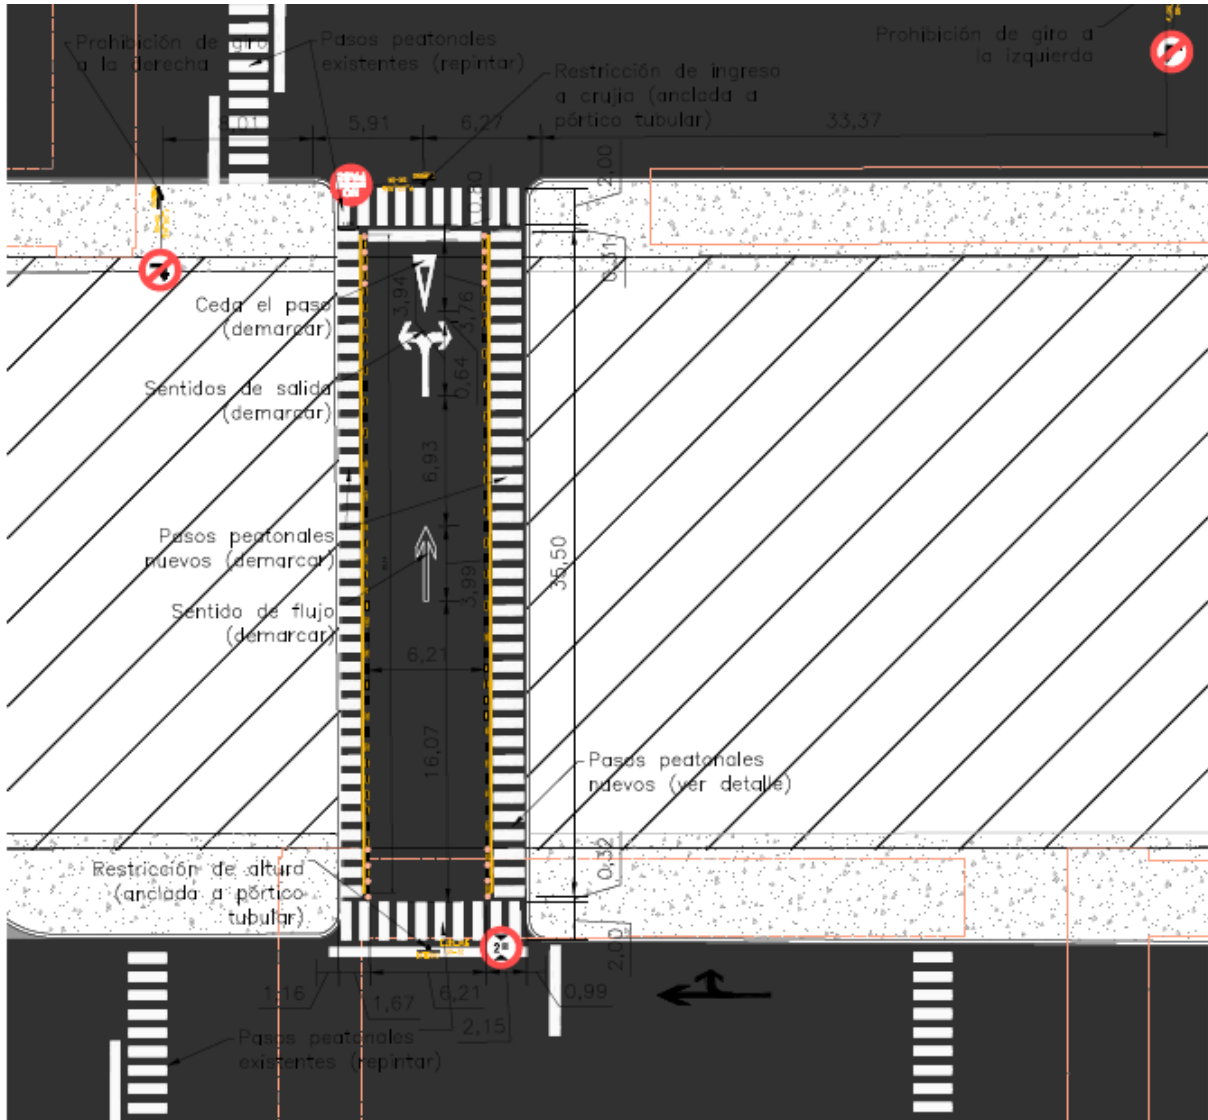 Prohibición de giro
a la derecha
Pasos peatonales
existentes (repintar)
Restricción de ingreso
a crujía (anclada a
pórtico tubular)
Prohibición de giro a
la izquierda
8,01
5,91
6,27
33,37
2,00
0,51
Ceda el paso
(demarcar)
3,94
3,76
Sentidos de salida
(demarcar)
0,64
6,93
Pasos peatonales
nuevos (demarcar)
35,50
3,99
Sentido de flujo
(demarcar)
6,21
16,07
Pasos peatonales
nuevos (ver detalle)
Restricción de altura
(anclada a pórtico
tubular)
0,32
2,00
1,16
1,67
6,21
2,15
0,99
Pasos peatonales
existentes (repintar)